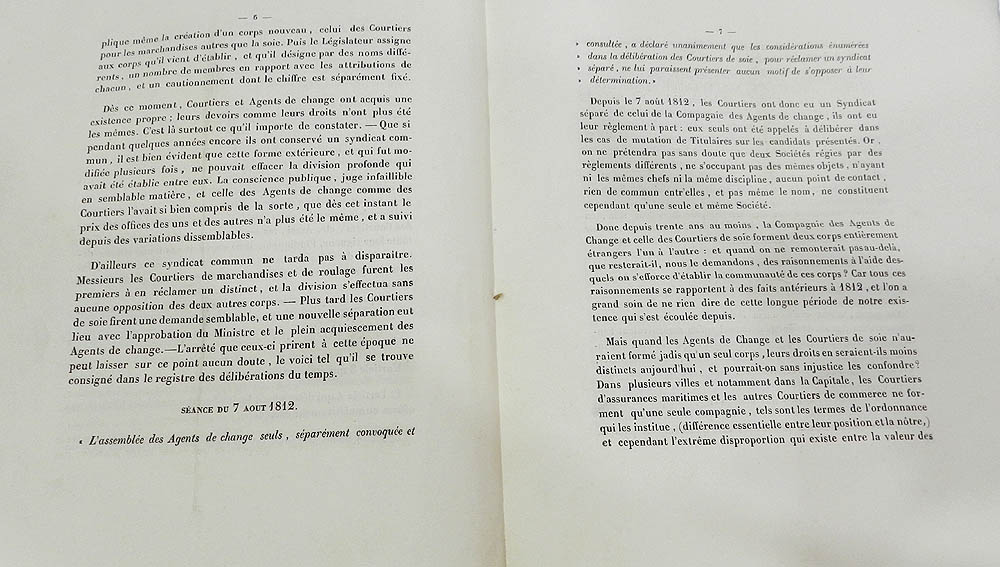 — 6 —
plique même la création d'un corps nouveau, celui des Courtiers
pour les marchandises autres que la soie. Puis le Législateur assigne
aux corps qu'il vient d'établir, et qu'il désigne par des noms diffé-
rents, un nombre de membres en rapport avec les attributions de
chacun, et un cautionnement dont le chiffre est séparément fixé.
Dès ce moment, Courtiers et Agents de change ont acquis une
existence propre; leurs devoirs comme leurs droits n'ont plus été
les mêmes. C'est là surtout ce qu'il importe de constater. — Que si
pendant quelques années encore ils ont conservé un syndicat com-
mun, il est bien évident que cette forme extérieure, et qui fut mo-
difiée plusieurs fois, ne pouvait effacer la division profonde qui
avait été établie entre eux. La conscience publique, juge infaillible
en semblable matière, et celle des Agents de change comme des
Courtiers l'avait si bien compris de la sorte, que dès cet instant le
prix des offices des uns et des autres n'a plus été le même, et a suivi
depuis des variations dissemblables.
D'ailleurs ce syndicat commun ne tarda pas à disparaître.
Messieurs les Courtiers de marchandises et de roulage furent les
premiers à en réclamer un distinct, et la division s'effectua sans
aucune opposition des deux autres corps. — Plus tard les Courtiers
de soie firent une demande semblable, et une nouvelle séparation eut
lieu avec l'approbation du Ministre et le plein acquiescement des
Agents de change.—L'arrêté que ceux-ci prirent à cette époque ne
peut laisser sur ce point aucun doute, le voici tel qu'il se trouve
consigné dans le registre des délibérations du temps.
SÉANCE DU 7 AOUT 1812.
« L'assemblée des Agents de change seuls, séparément convoquée et
— 7 —
» consultée, a déclaré unanimement que les considérations énumérées
» dans la délibération des Courtiers de soie, pour réclamer un syndicat
» séparé, ne lui paraissent présenter aucun motif de s'opposer à leur
» détermination. »
Depuis le 7 août 1812, les Courtiers ont donc eu un Syndicat
séparé de celui de la Compagnie des Agents de change, ils ont eu
leur règlement à part : eux seuls ont été appelés à délibérer dans
les cas de mutation de Titulaires sur les candidats présentés. Or,
on ne prétendra pas sans doute que deux Sociétés régies par des
règlements différents, ne s'occupant pas des mêmes objets, n'ayant
ni les mêmes chefs ni la même discipline, aucun point de contact,
rien de commun entr'elles, et pas même le nom, ne constituent
cependant qu'une seule et même Société.
Donc depuis trente ans au moins, la Compagnie des Agents de
Change et celle des Courtiers de soie forment deux corps entièrement
étrangers l'un à l'autre : et quand on ne remonterait pas au-delà,
que resterait-il, nous le demandons, des raisonnements à l'aide des-
quels on s'efforce d'établir la communauté de ces corps? Car tous ces
raisonnements se rapportent à des faits antérieurs à 1812, et l'on a
grand soin de ne rien dire de cette longue période de notre exis-
tence qui s'est écoulée depuis.
Mais quand les Agents de Change et les Courtiers de soie n'au-
raient formé jadis qu'un seul corps, leurs droits en seraient-ils moins
distincts aujourd'hui, et pourrait-on sans injustice les confondre?
Dans plusieurs villes et notamment dans la Capitale, les Courtiers
d'assurances maritimes et les autres Courtiers de commerce ne for-
ment qu'une seule compagnie, tels sont les termes de l'ordonnance
qui les institue, (différence essentielle entre leur position et la nôtre,)
et cependant l'extrême disproportion qui existe entre la valeur des